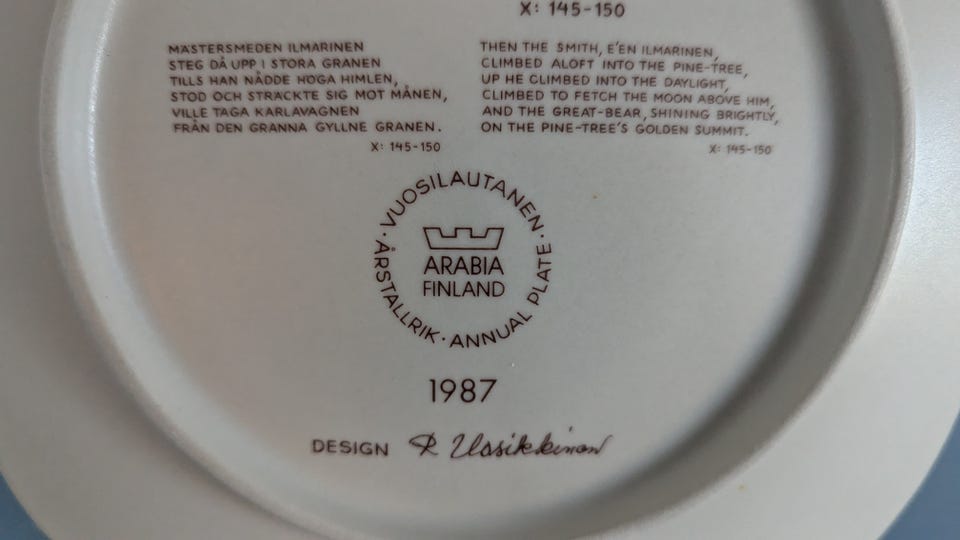 X: 145-150
MÄSTERSMEDEN ILMARINEN
STEG DÅ UPP I STORA GRANEN
TILLS HAN NÅDDE HÖGA HIMLEN,
STOD OCH STRÄCKTE SIG MOT MÅNEN,
VILLE TAGA KARLAVAGNEN
FRÅN DEN GRANNA GYLLNE GRANEN.
X: 145-150
THEN THE SMITH, E'EN ILMARINEN,
CLIMBED ALOFT INTO THE PINE-TREE,
UP HE CLIMBED INTO THE DAYLIGHT,
CLIMBED TO FETCH THE MOON ABOVE HIM,
AND THE GREAT-BEAR, SHINING BRIGHTLY,
ON THE PINE-TREE'S GOLDEN SUMMIT.
X: 145-150
· VUOSILAUTANEN · ANNUAL PLATE · ÅRSTALLRIK
ARABIA
FINLAND
1987
DESIGN R Uosikkinen